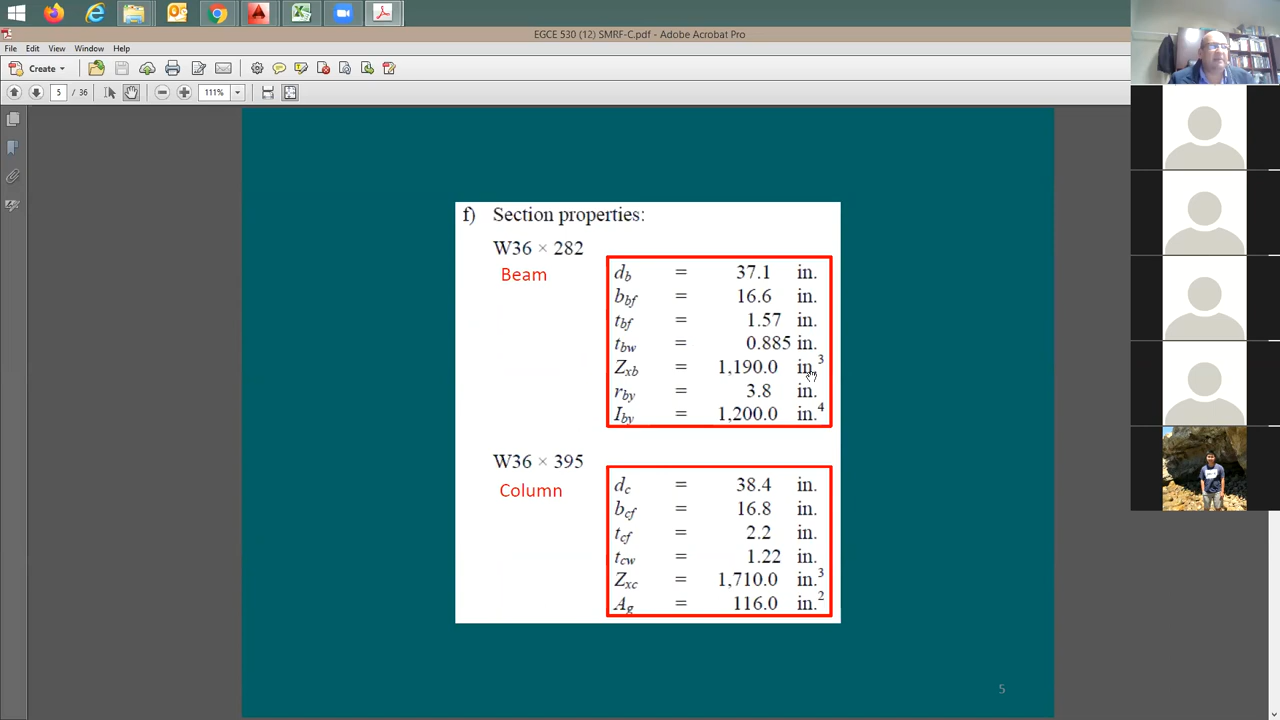 EGCE 530 (12) SMRF-C.pdf - Adobe Acrobat Pro
File Edit View Window Help
Create
5 / 36 111%
f) Section properties:
W36 × 282
Beam
d_b = 37.1 in.
b_bf = 16.6 in.
t_bf = 1.57 in.
t_bw = 0.885 in.
Z_xb = 1,190.0 in.³
r_by = 3.8 in.
I_by = 1,200.0 in.⁴
W36 × 395
Column
d_c = 38.4 in.
b_cf = 16.8 in.
t_cf = 2.2 in.
t_cw = 1.22 in.
Z_xc = 1,710.0 in.³
A_g = 116.0 in.²
5